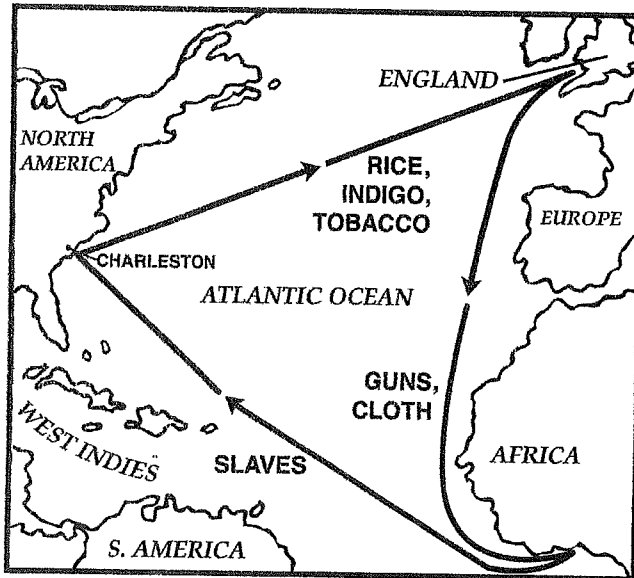 ENGLAND
NORTH
AMERICA
RICE,
INDIGO,
TOBACCO
EUROPE
CHARLESTON
ATLANTIC OCEAN
GUNS,
CLOTH
WEST INDIES
SLAVES
AFRICA
S. AMERICA